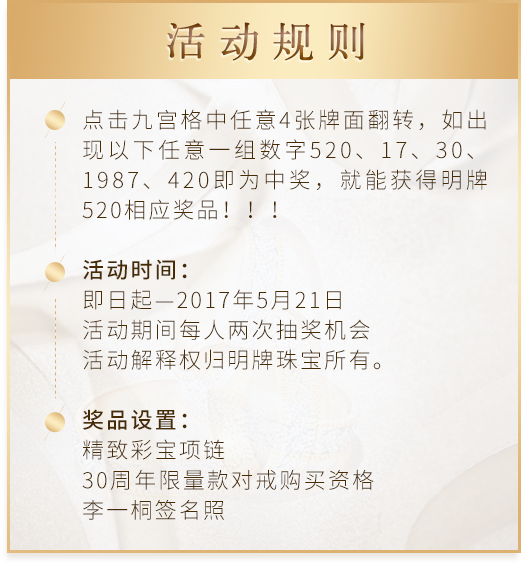 活动规则
点击九宫格中任意4张牌面翻转，如出
现以下任意一组数字520、17、30、
1987、420即为中奖，就能获得明牌
520相应奖品！！！
活动时间：
即日起—2017年5月21日
活动期间每人两次抽奖机会
活动解释权归明牌珠宝所有。
奖品设置：
精致彩宝项链
30周年限量款对戒购买资格
李一桐签名照